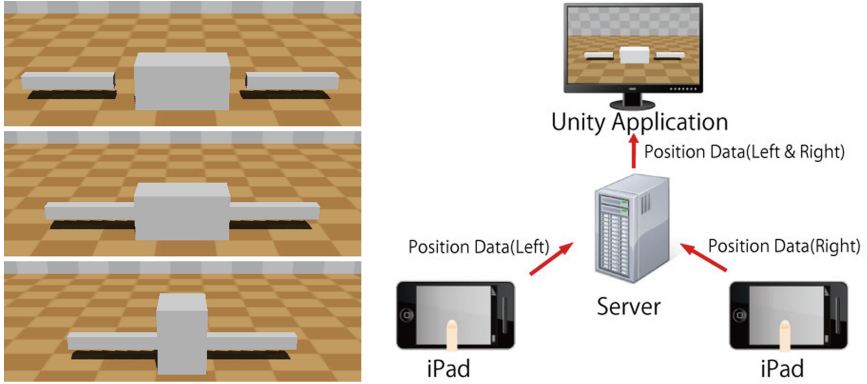 Unity Application
Position Data(Left & Right)
Position Data(Left)
Position Data(Right)
Server
iPad
iPad